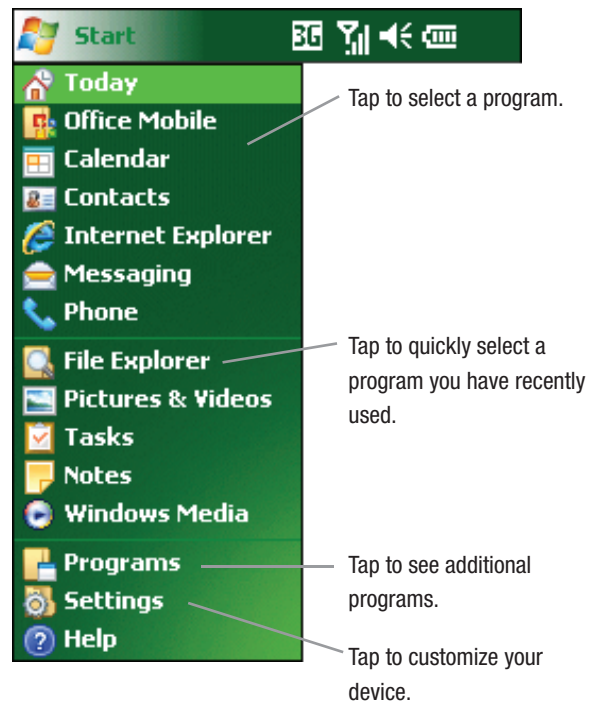 Start 3G
Today
Tap to select a program.
Office Mobile
Calendar
Contacts
Internet Explorer
Messaging
Phone
File Explorer
Tap to quickly select a
program you have recently
used.
Pictures & Videos
Tasks
Notes
Windows Media
Programs
Tap to see additional
programs.
Settings
Help
Tap to customize your
device.